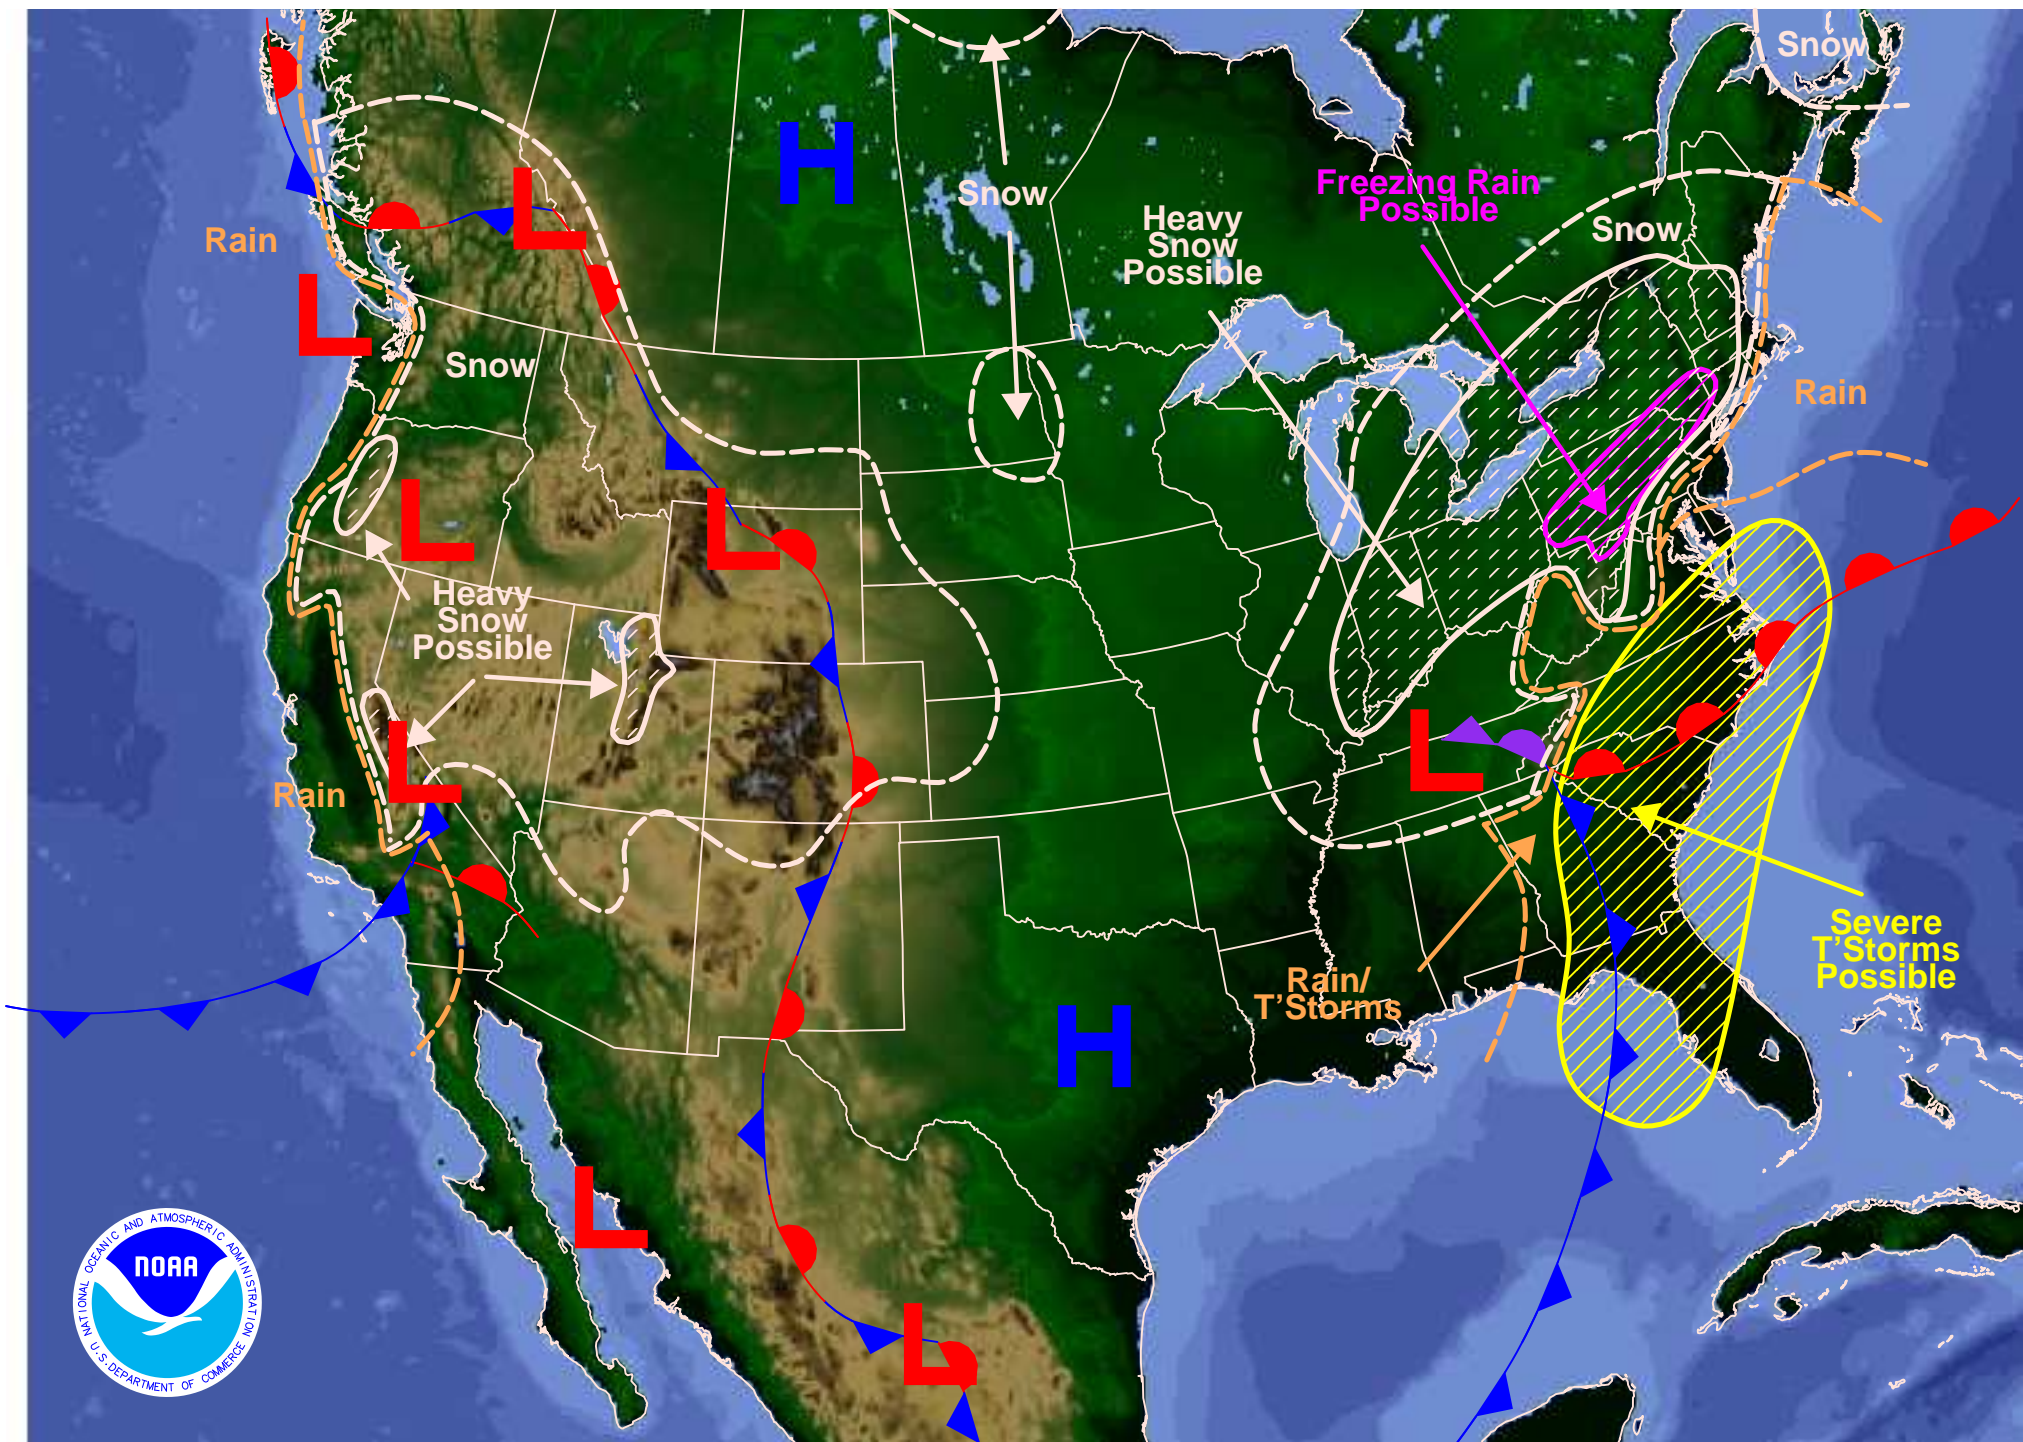 Snow
H
Freezing Rain
Possible
Snow
Heavy
Snow
Possible
Snow
Rain
L
L
Snow
Rain
L
L
Heavy
Snow
Possible
L
L
Rain
Severe
T'Storms
Possible
Rain/
T'Storms
H
L
L
NATIONAL OCEANIC AND ATMOSPHERIC ADMINISTRATION
NOAA
U.S. DEPARTMENT OF COMMERCE